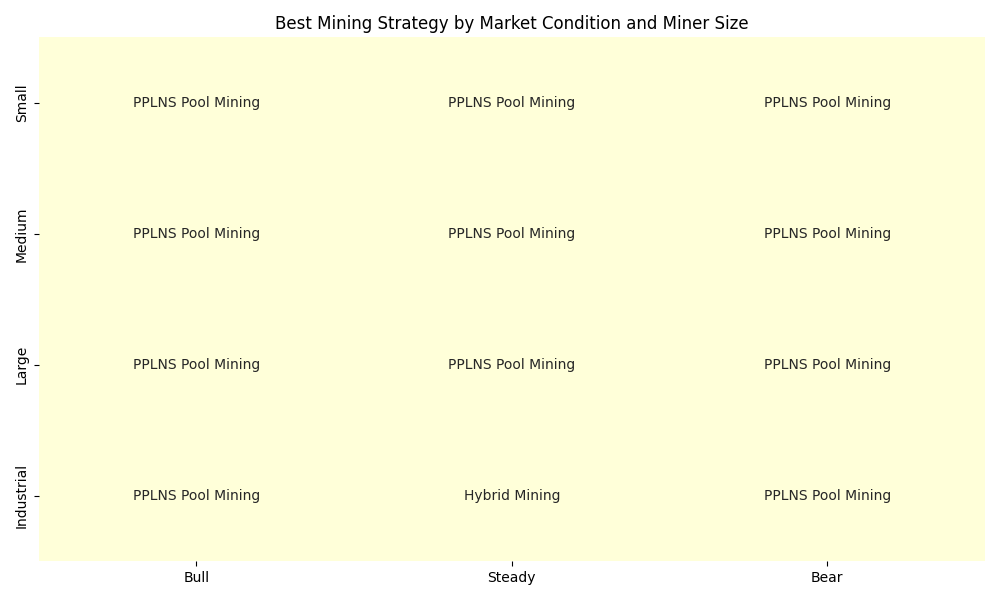 Best Mining Strategy by Market Condition and Miner Size
Small
PPLNS Pool Mining
PPLNS Pool Mining
PPLNS Pool Mining
Medium
PPLNS Pool Mining
PPLNS Pool Mining
PPLNS Pool Mining
Large
PPLNS Pool Mining
PPLNS Pool Mining
PPLNS Pool Mining
Industrial
PPLNS Pool Mining
Hybrid Mining
PPLNS Pool Mining
Bull
Steady
Bear